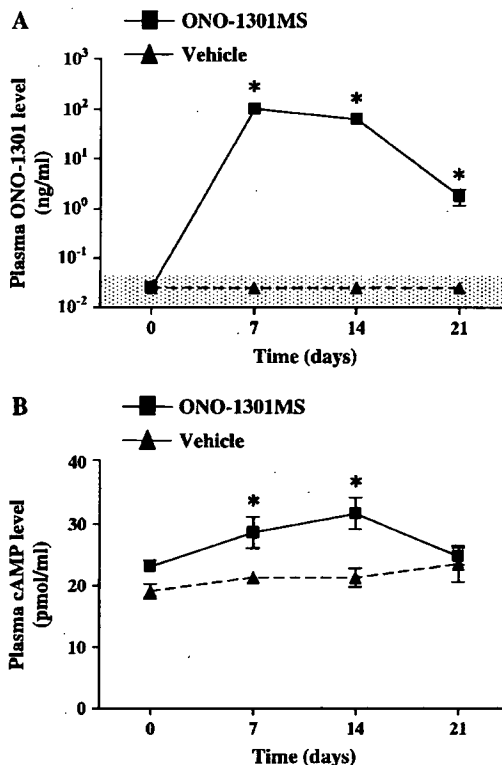 A
ONO-1301MS
Vehicle
Plasma ONO-1301 level
(ng/ml)
10³
10²
10¹
10⁰
10⁻¹
10⁻²
*
*
*
0 7 14 21
Time (days)
B
ONO-1301MS
Vehicle
Plasma cAMP level
(pmol/ml)
40
30
20
10
0
*
*
0 7 14 21
Time (days)